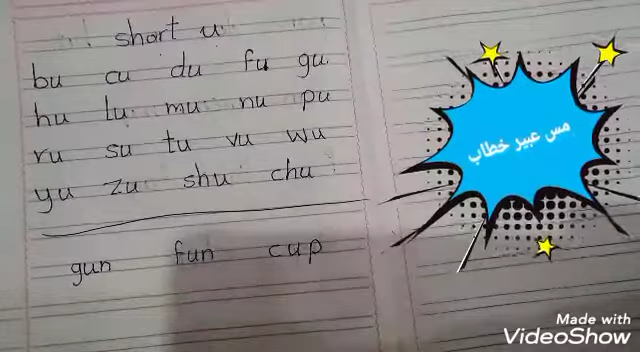 short u
bu cu du fu gu
hu lu mu nu pu
ru su tu vu wu
yu zu shu chu
gun fun cup
مس عبير خطاب
Made with
VideoShow